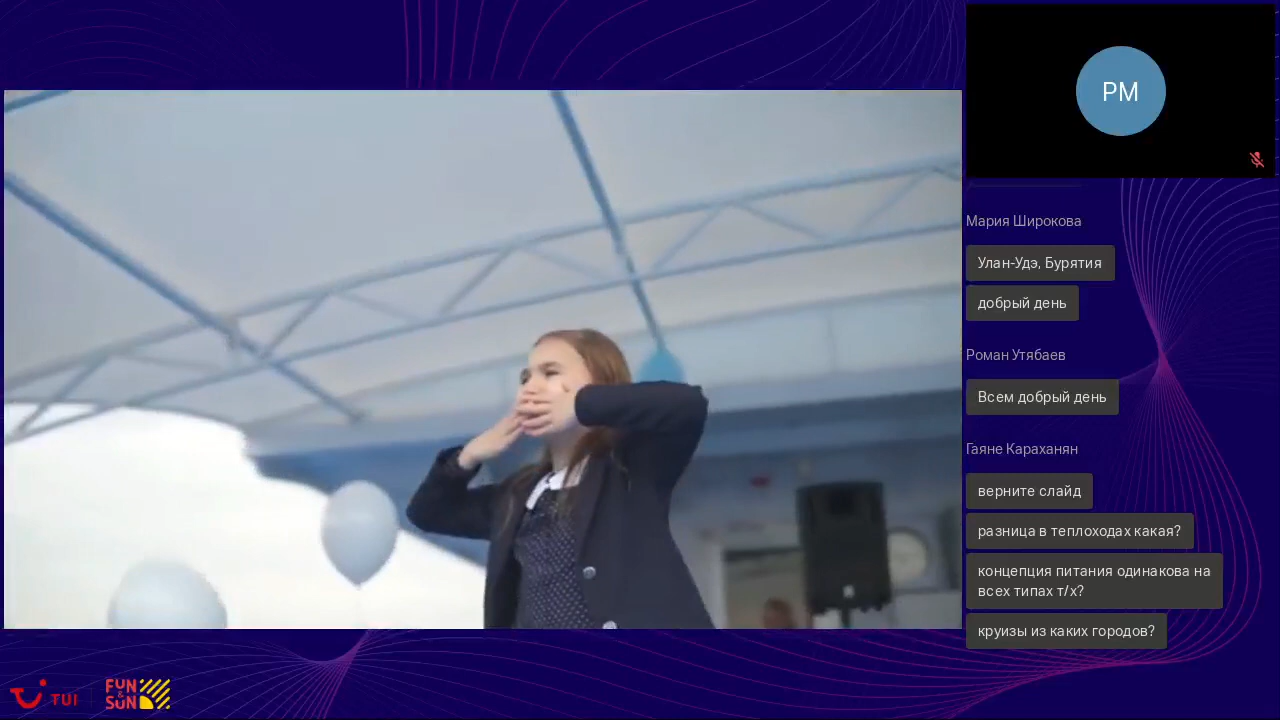 PM
Мария Широкова
Улан-Удэ, Бурятия
добрый день
Роман Утябаев
Всем добрый день
Гаяне Караханян
верните слайд
разница в теплоходах какая?
концепция питания одинакова на
всех типах т/х?
круизы из каких городов?
TUI
FUN
&
SUN